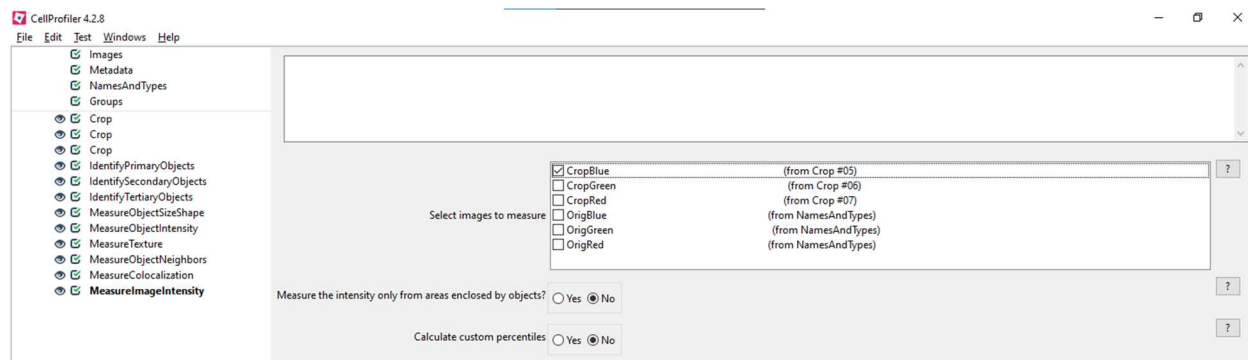 CellProfiler 4.2.8
File Edit Test Windows Help
Images
Metadata
NamesAndTypes
Groups
Crop
Crop
Crop
IdentifyPrimaryObjects
IdentifySecondaryObjects
IdentifyTertiaryObjects
MeasureObjectSizeShape
MeasureObjectIntensity
MeasureTexture
MeasureObjectNeighbors
MeasureColocalization
MeasureImageIntensity
Select images to measure
CropBlue (from Crop #05)
CropGreen (from Crop #06)
CropRed (from Crop #07)
OrigBlue (from NamesAndTypes)
OrigGreen (from NamesAndTypes)
OrigRed (from NamesAndTypes)
?
Measure the intensity only from areas enclosed by objects? Yes No
?
Calculate custom percentiles Yes No
?